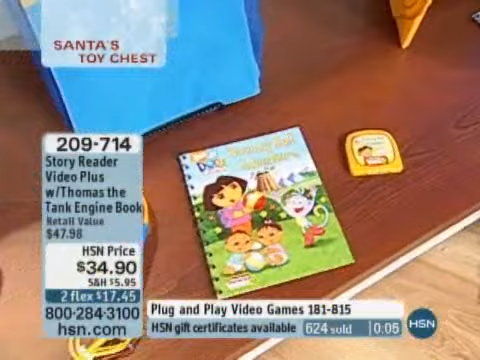 SANTA'S
TOY CHEST
209-714
Story Reader
Video Plus
w/Thomas the
Tank Engine Book
Retail Value
$47.98
HSN Price
$34.90
S&H $5.95
2 flex $17.45
800-284-3100
hsn.com
Plug and Play Video Games 181-815
HSN gift certificates available
624 sold
0:05
HSN